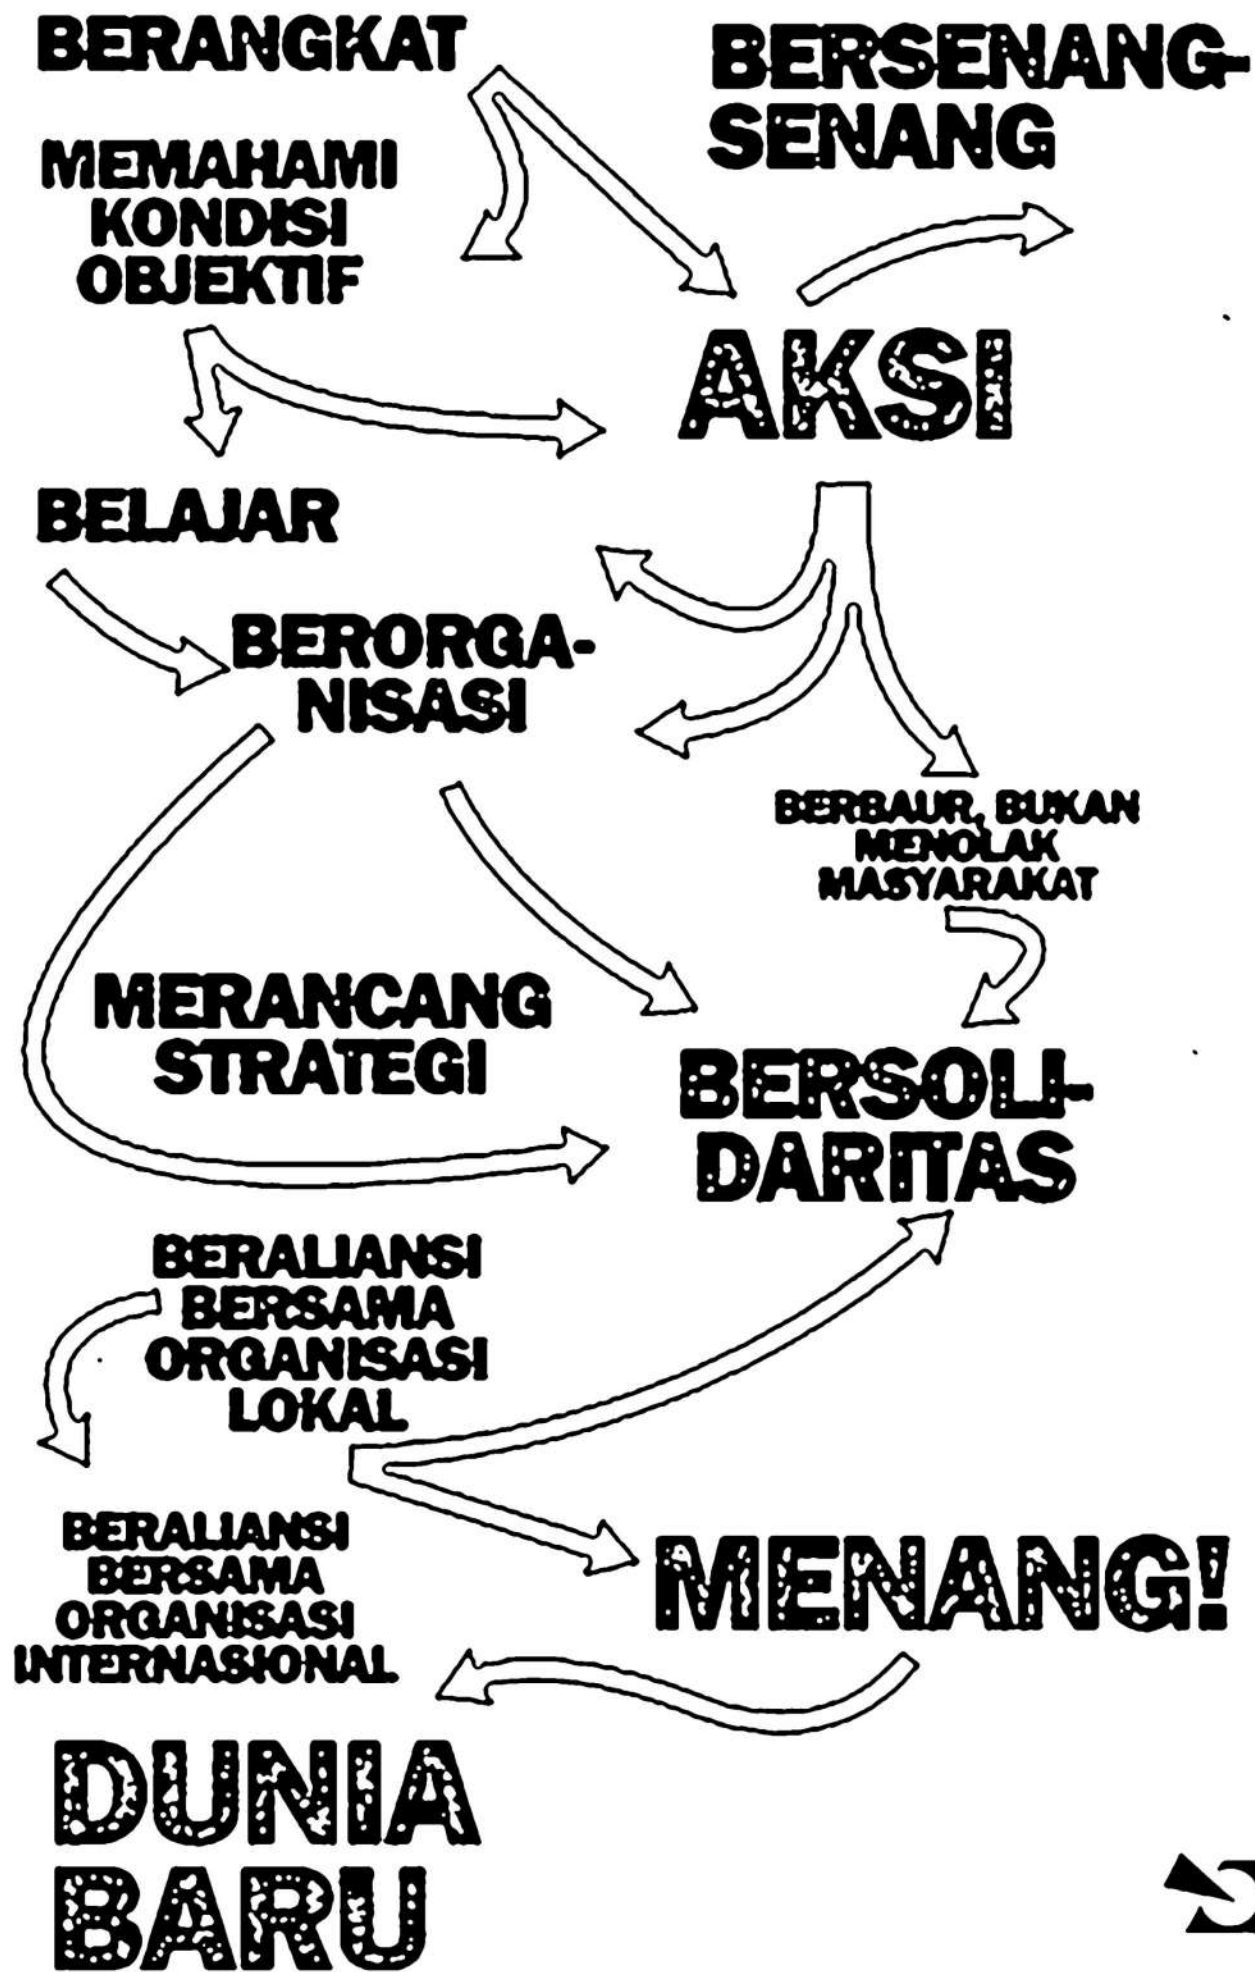 BERANGKAT
BERSENANG-
SENANG
MEMAHAMI
KONDISI
OBJEKTIF
AKSI
BELAJAR
BERORGA-
NISASI
BERBAUR, BUKAN
MENOLAK
MASYARAKAT
MERANCANG
STRATEGI
BERSOLI-
DARITAS
BERALIANSI
BERSAMA
ORGANISASI
LOKAL
BERALIANSI
BERSAMA
ORGANISASI
INTERNASIONAL
MENANG!
DUNIA
BARU